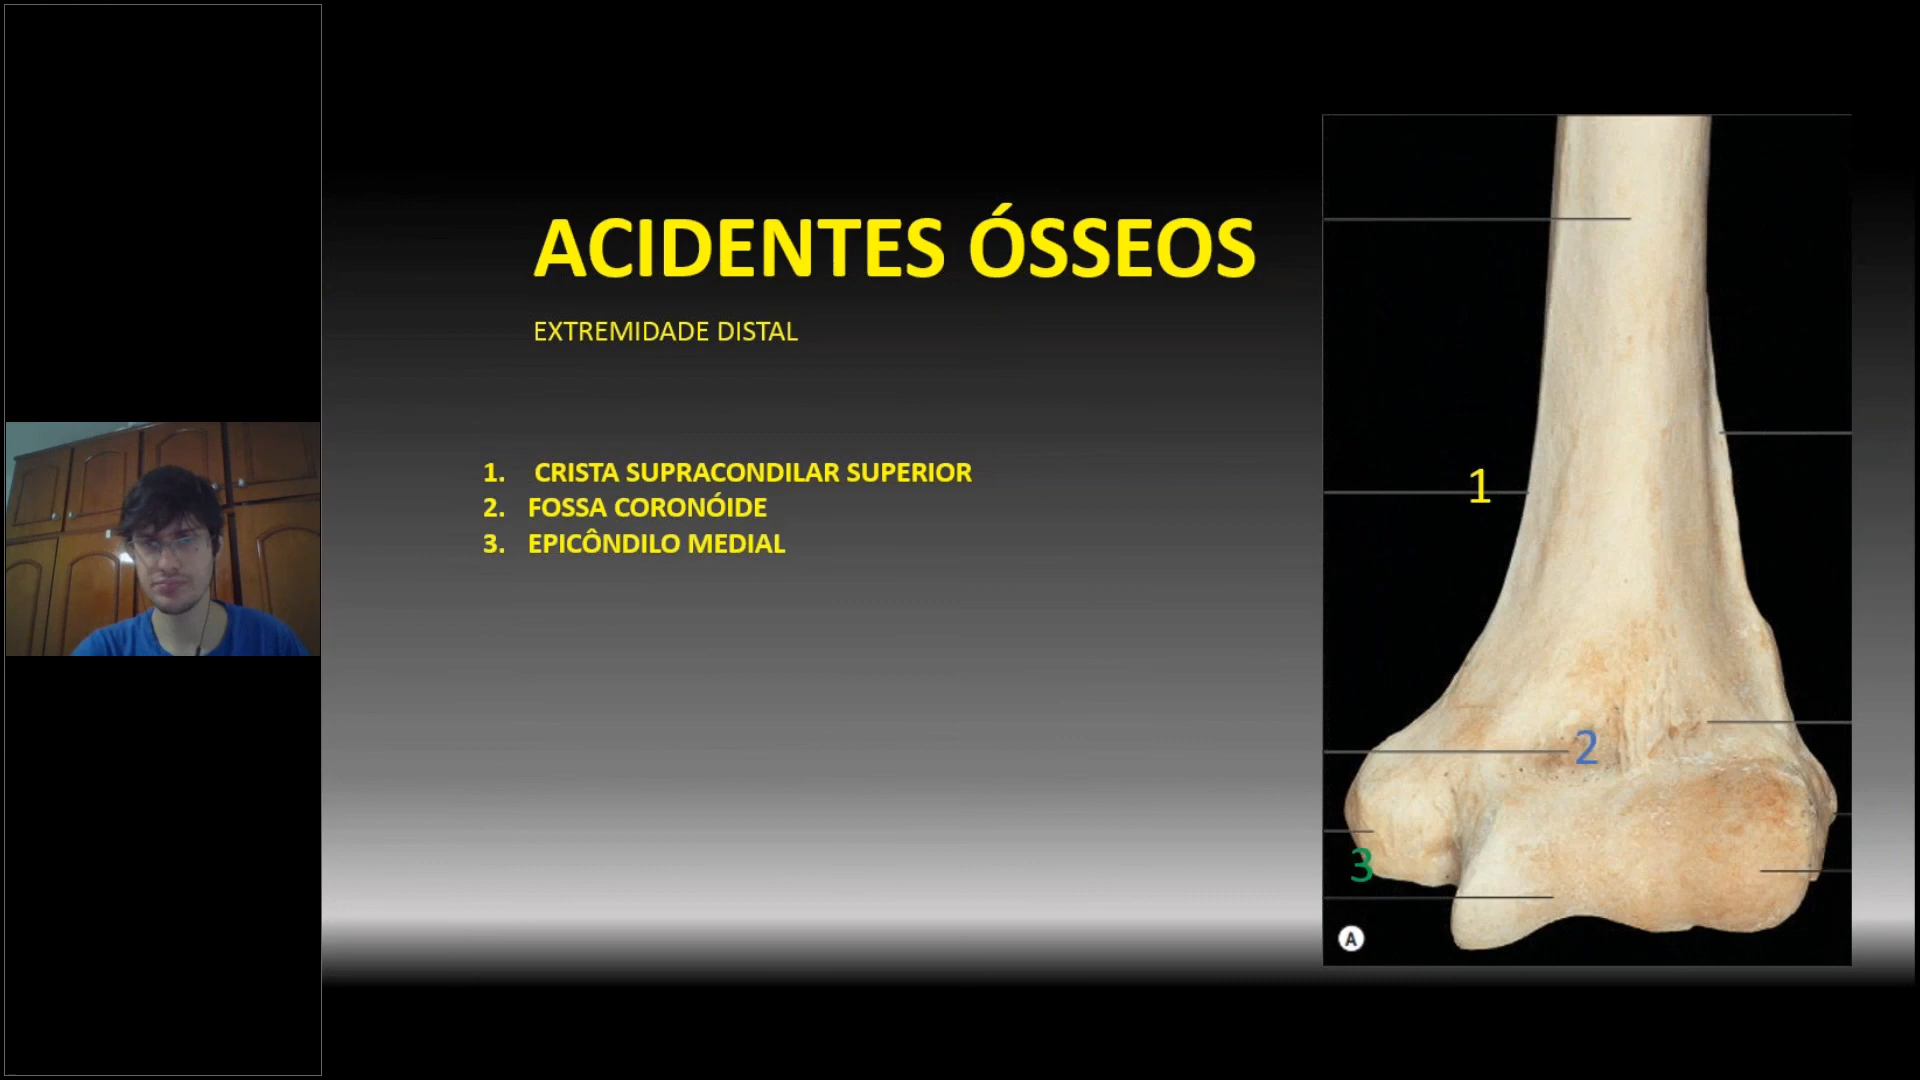 ACIDENTES ÓSSEOS
EXTREMIDADE DISTAL
1. CRISTA SUPRACONDILAR SUPERIOR
2. FOSSA CORONÓIDE
3. EPICÔNDILO MEDIAL
1
2
3
A